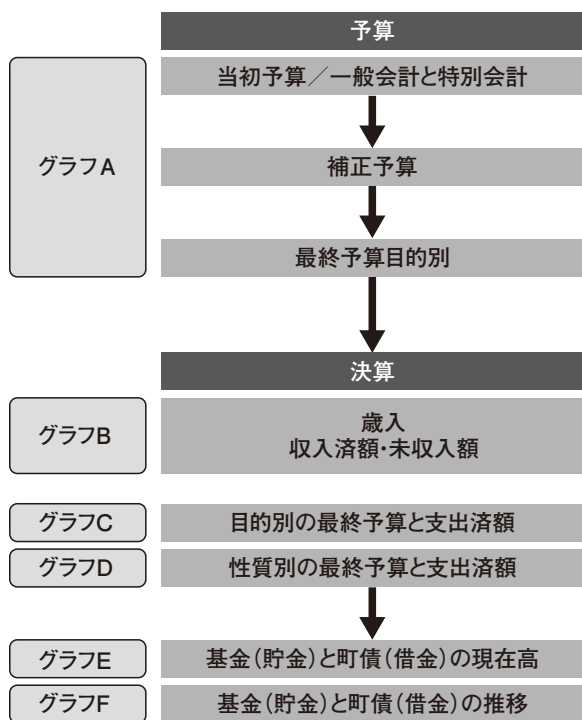 予算
グラフA
当初予算／一般会計と特別会計
補正予算
最終予算目的別
決算
グラフB
歳入
収入済額・未収入額
グラフC
目的別の最終予算と支出済額
グラフD
性質別の最終予算と支出済額
グラフE
基金（貯金）と町債（借金）の現在高
グラフF
基金（貯金）と町債（借金）の推移